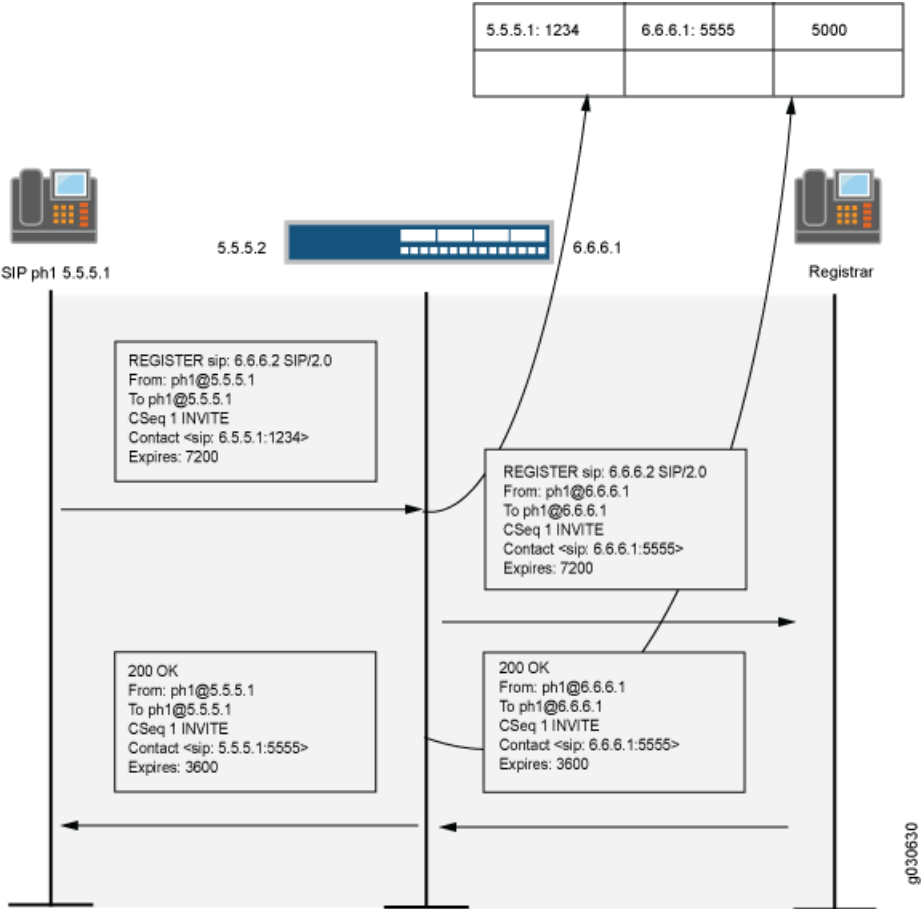 5.5.5.1: 1234 6.6.6.1: 5555 5000
5.5.5.2
6.6.6.1
SIP ph1 5.5.5.1
Registrar
REGISTER sip: 6.6.6.2 SIP/2.0
From: ph1@5.5.5.1
To ph1@5.5.5.1
CSeq 1 INVITE
Contact <sip: 6.5.5.1:1234>
Expires: 7200
REGISTER sip: 6.6.6.2 SIP/2.0
From: ph1@6.6.6.1
To ph1@6.6.6.1
CSeq 1 INVITE
Contact <sip: 6.6.6.1:5555>
Expires: 7200
200 OK
From: ph1@5.5.5.1
To ph1@5.5.5.1
CSeq 1 INVITE
Contact <sip: 5.5.5.1:5555>
Expires: 3600
200 OK
From: ph1@6.6.6.1
To ph1@6.6.6.1
CSeq 1 INVITE
Contact <sip: 6.6.6.1:5555>
Expires: 3600
g030630